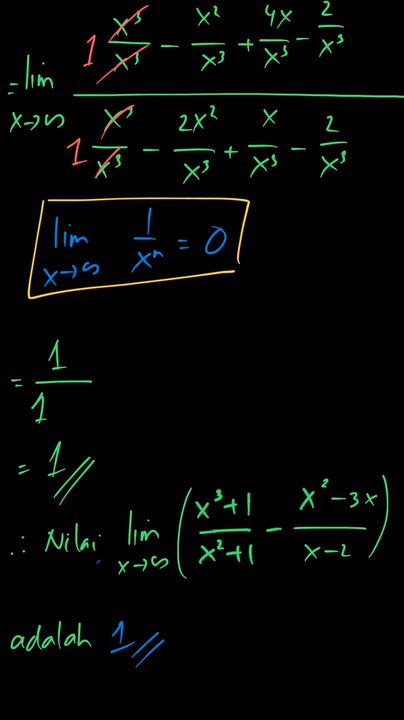 = lim x→∞ (1 x³/x³ − x²/x³ + 4x/x³ − 2/x³) / (1 x³/x³ − 2x²/x³ + x/x³ − 2/x³)
lim x→∞ 1/xⁿ = 0
= 1/1
= 1
∴ Nilai lim x→∞ ((x³+1)/(x²+1) − (x²−3x)/(x−2))
adalah 1